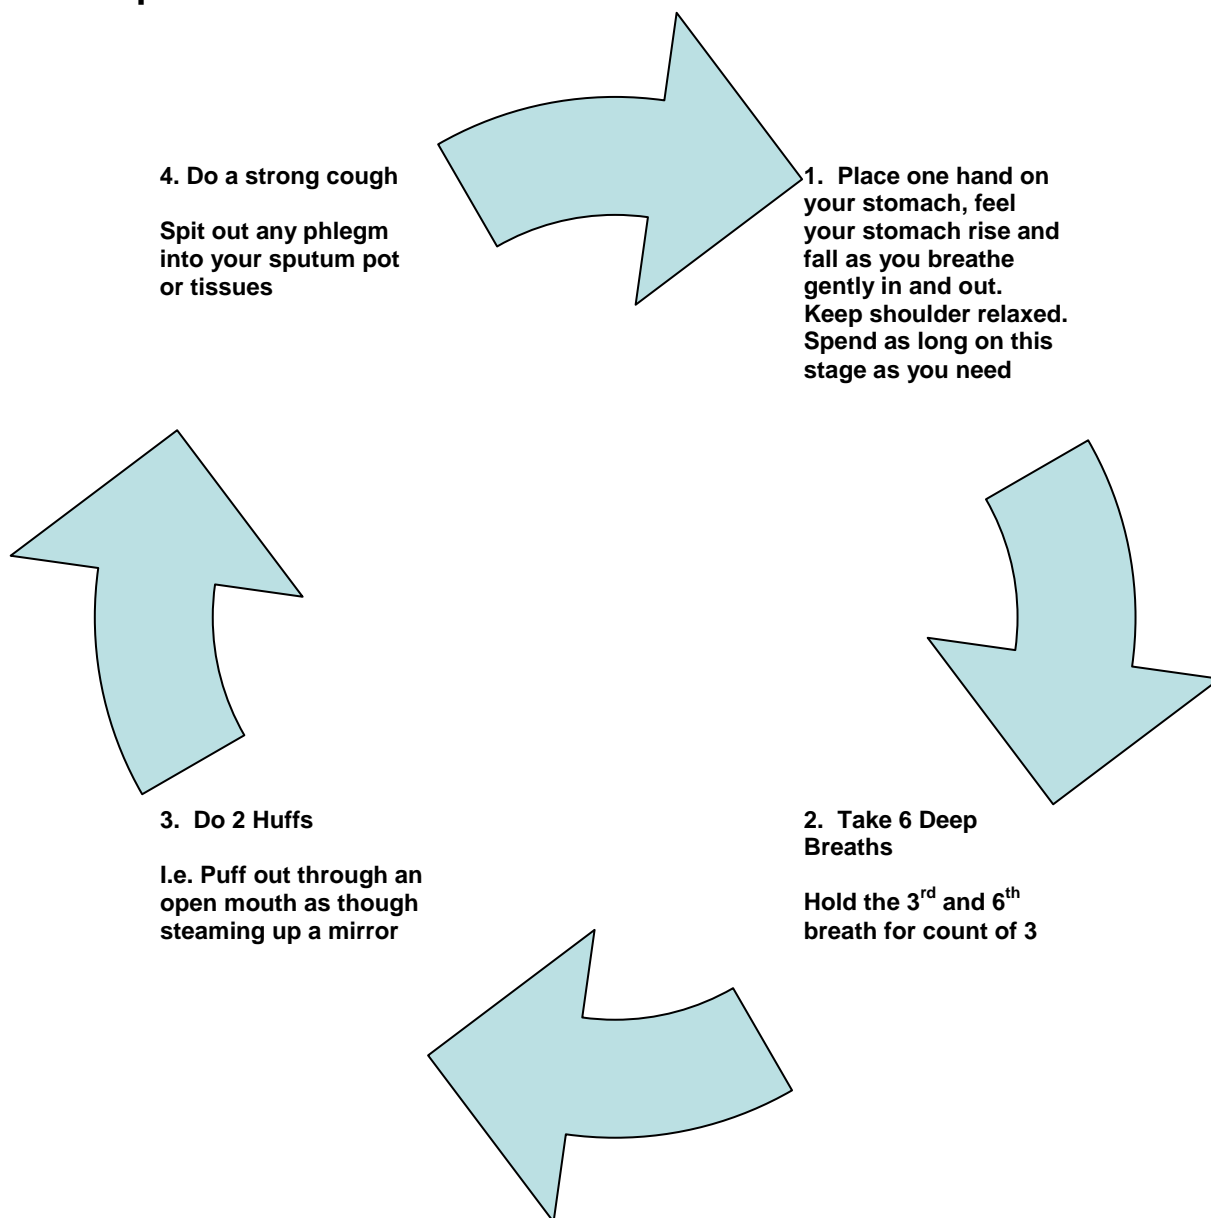 1. Place one hand on
your stomach, feel
your stomach rise and
fall as you breathe
gently in and out.
Keep shoulder relaxed.
Spend as long on this
stage as you need
2. Take 6 Deep
Breaths
Hold the 3rd and 6th
breath for count of 3
3. Do 2 Huffs
I.e. Puff out through an
open mouth as though
steaming up a mirror
4. Do a strong cough
Spit out any phlegm
into your sputum pot
or tissues